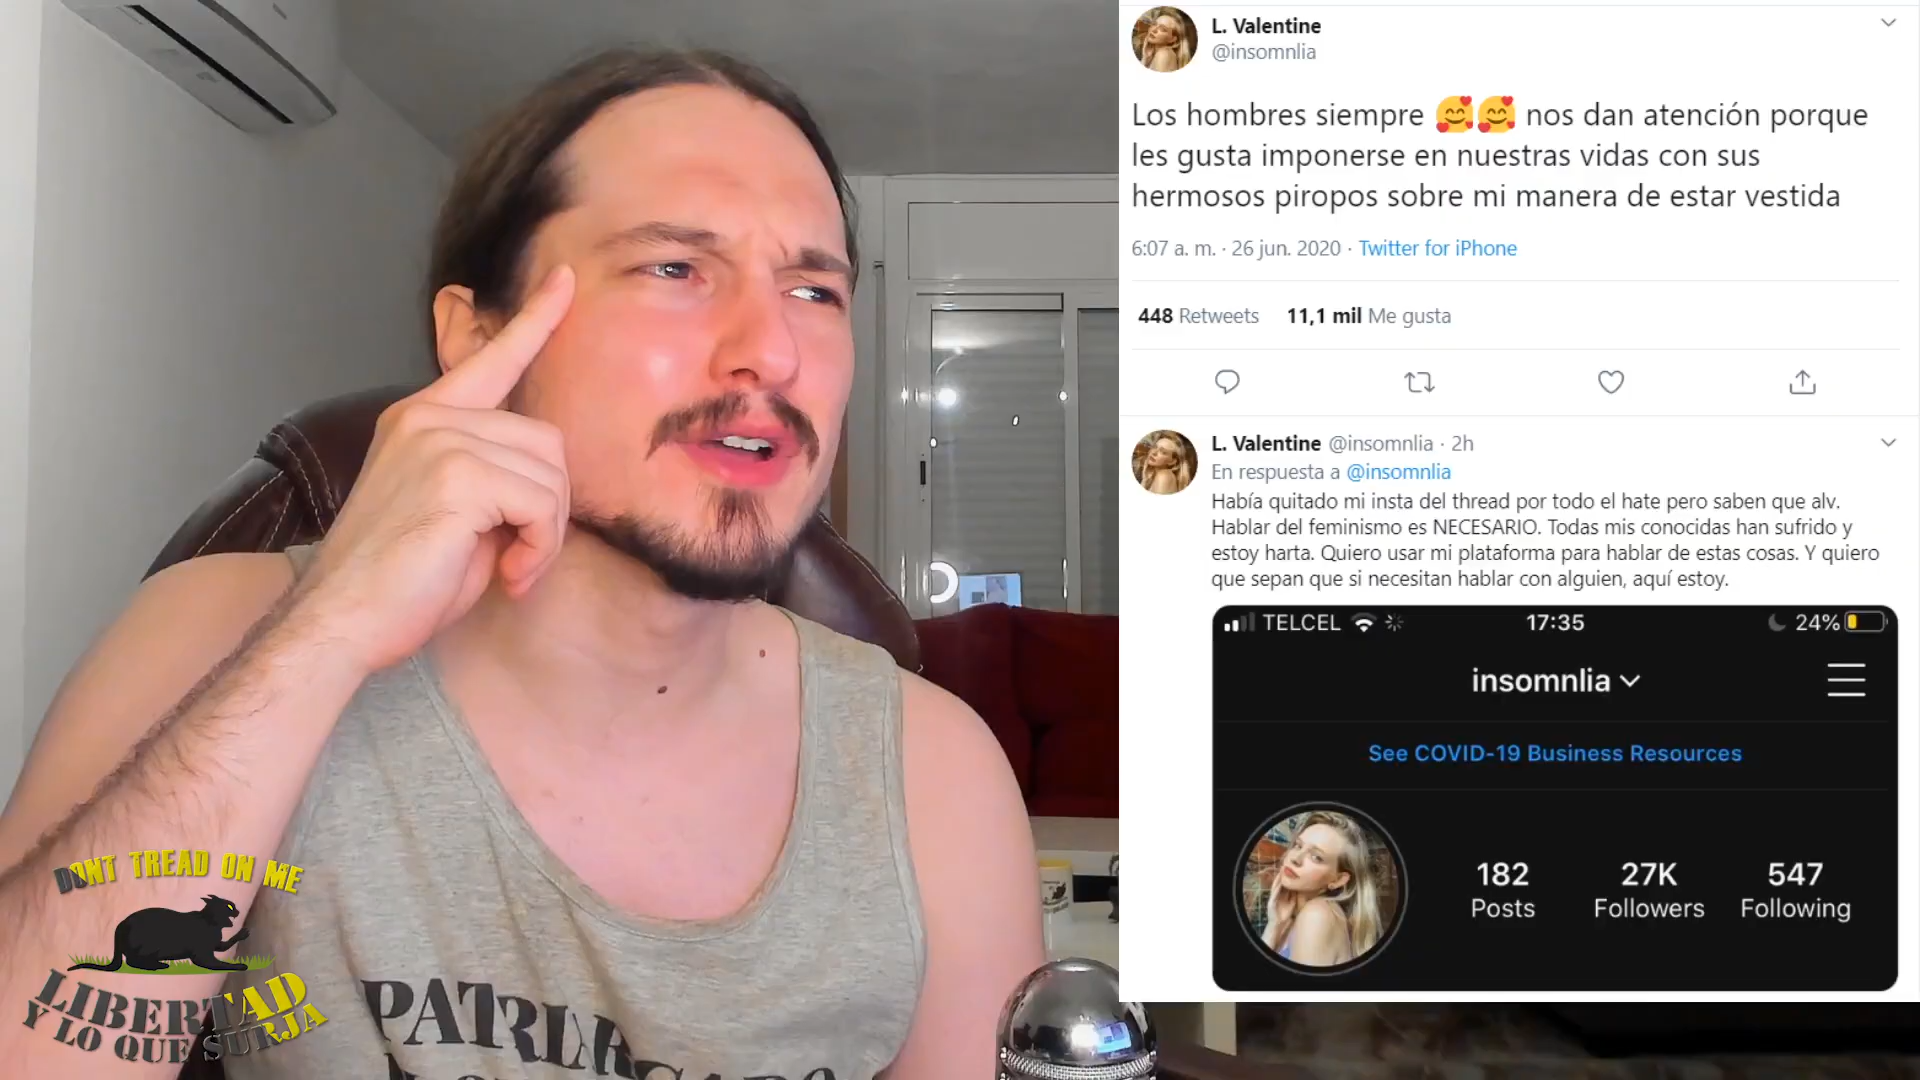 L. Valentine
@insomnlia
Los hombres siempre 🥰🥰 nos dan atención porque
les gusta imponerse en nuestras vidas con sus
hermosos piropos sobre mi manera de estar vestida
6:07 a. m. · 26 jun. 2020 · Twitter for iPhone
448 Retweets 11,1 mil Me gusta
L. Valentine @insomnlia · 2h
En respuesta a @insomnlia
Había quitado mi insta del thread por todo el hate pero saben que alv.
Hablar del feminismo es NECESARIO. Todas mis conocidas han sufrido y
estoy harta. Quiero usar mi plataforma para hablar de estas cosas. Y quiero
que sepan que si necesitan hablar con alguien, aquí estoy.
TELCEL 17:35 24%
insomnlia
See COVID-19 Business Resources
182 27K 547
Posts Followers Following
DONT TREAD ON ME
LIBERTAD
Y LO QUE SURJA
PATRIARCADO